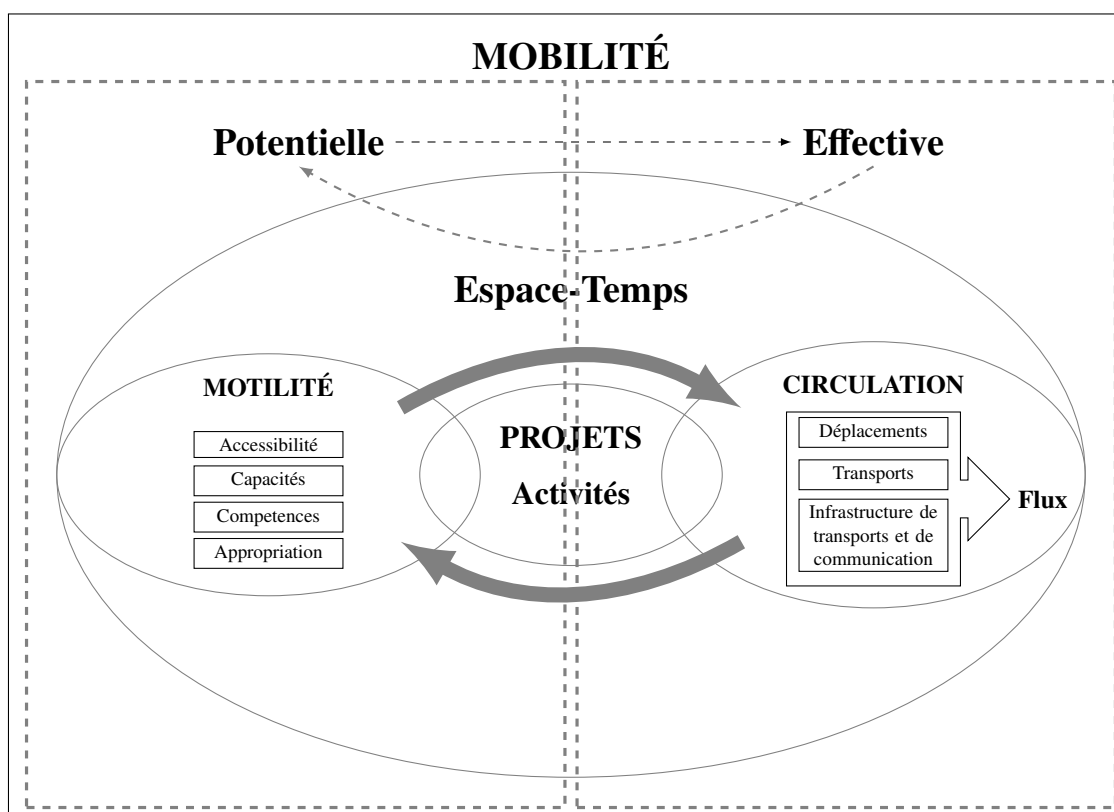 MOBILITÉ
Potentielle
Effective
Espace-Temps
MOTILITÉ
Accessibilité
Capacités
Competences
Appropriation
PROJETS
Activités
CIRCULATION
Déplacements
Transports
Infrastructure de
transports et de
communication
Flux